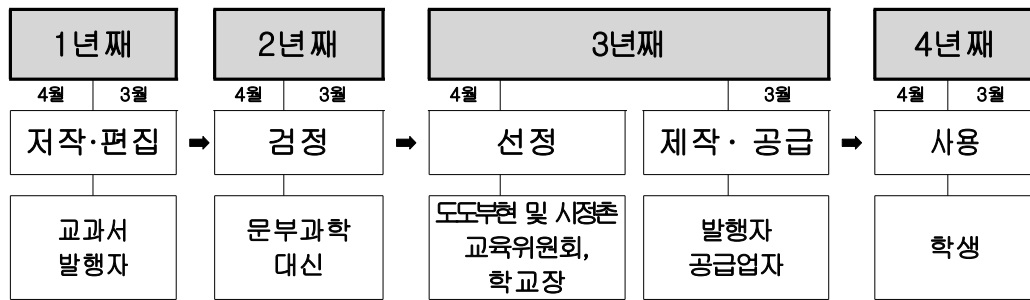 1년째 2년째 3년째 4년째
4월 3월 4월 3월 4월 3월 4월 3월
저작·편집 ➡ 검정 ➡ 선정 제작· 공급 ➡ 사용
교과서
발행자
문부과학
대신
도도부현 및 시정촌
교육위원회,
학교장
발행자
공급업자
학생